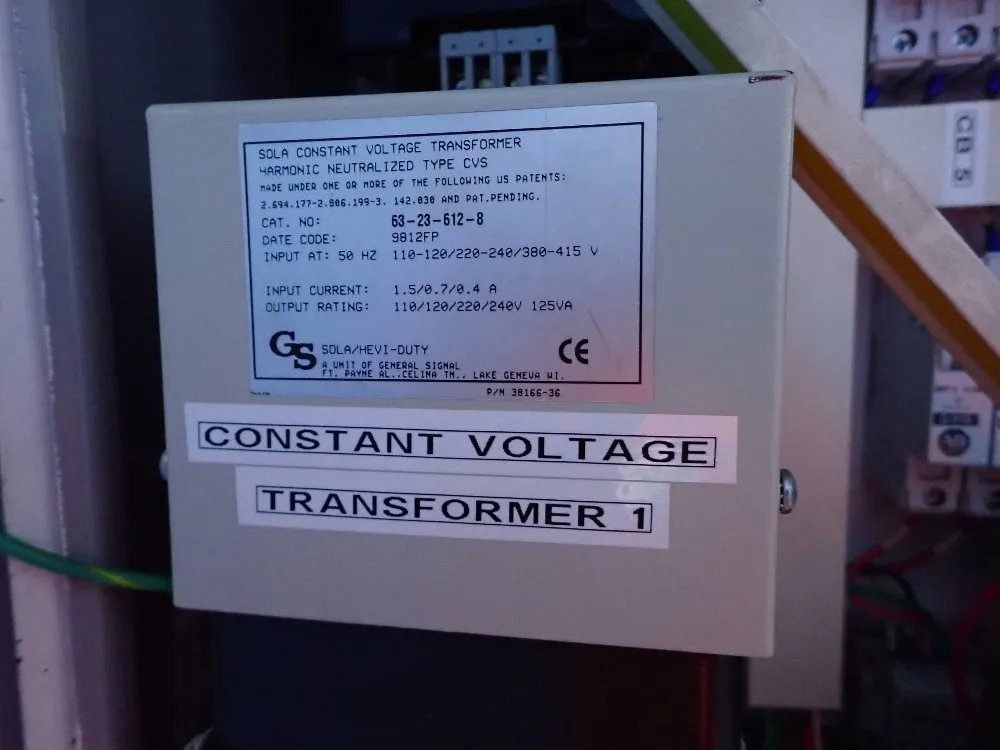 SOLA CONSTANT VOLTAGE TRANSFORMER
HARMONIC NEUTRALIZED TYPE CVS
MADE UNDER ONE OR MORE OF THE FOLLOWING US PATENTS:
2.694.177-2.806.199-3. 142.030 AND PAT.PENDING.
CAT. NO: 63-23-612-8
DATE CODE: 9812FP
INPUT AT: 50 HZ 110-120/220-240/380-415 V
INPUT CURRENT: 1.5/0.7/0.4 A
OUTPUT RATING: 110/120/220/240V 125VA
GS SOLA/HEVI-DUTY
A UNIT OF GENERAL SIGNAL
FT. PAYNE AL..CELINA TN.. LAKE GENEVA WI.
CE
P/N 38166-36
CONSTANT VOLTAGE
TRANSFORMER 1
CB 5
AB